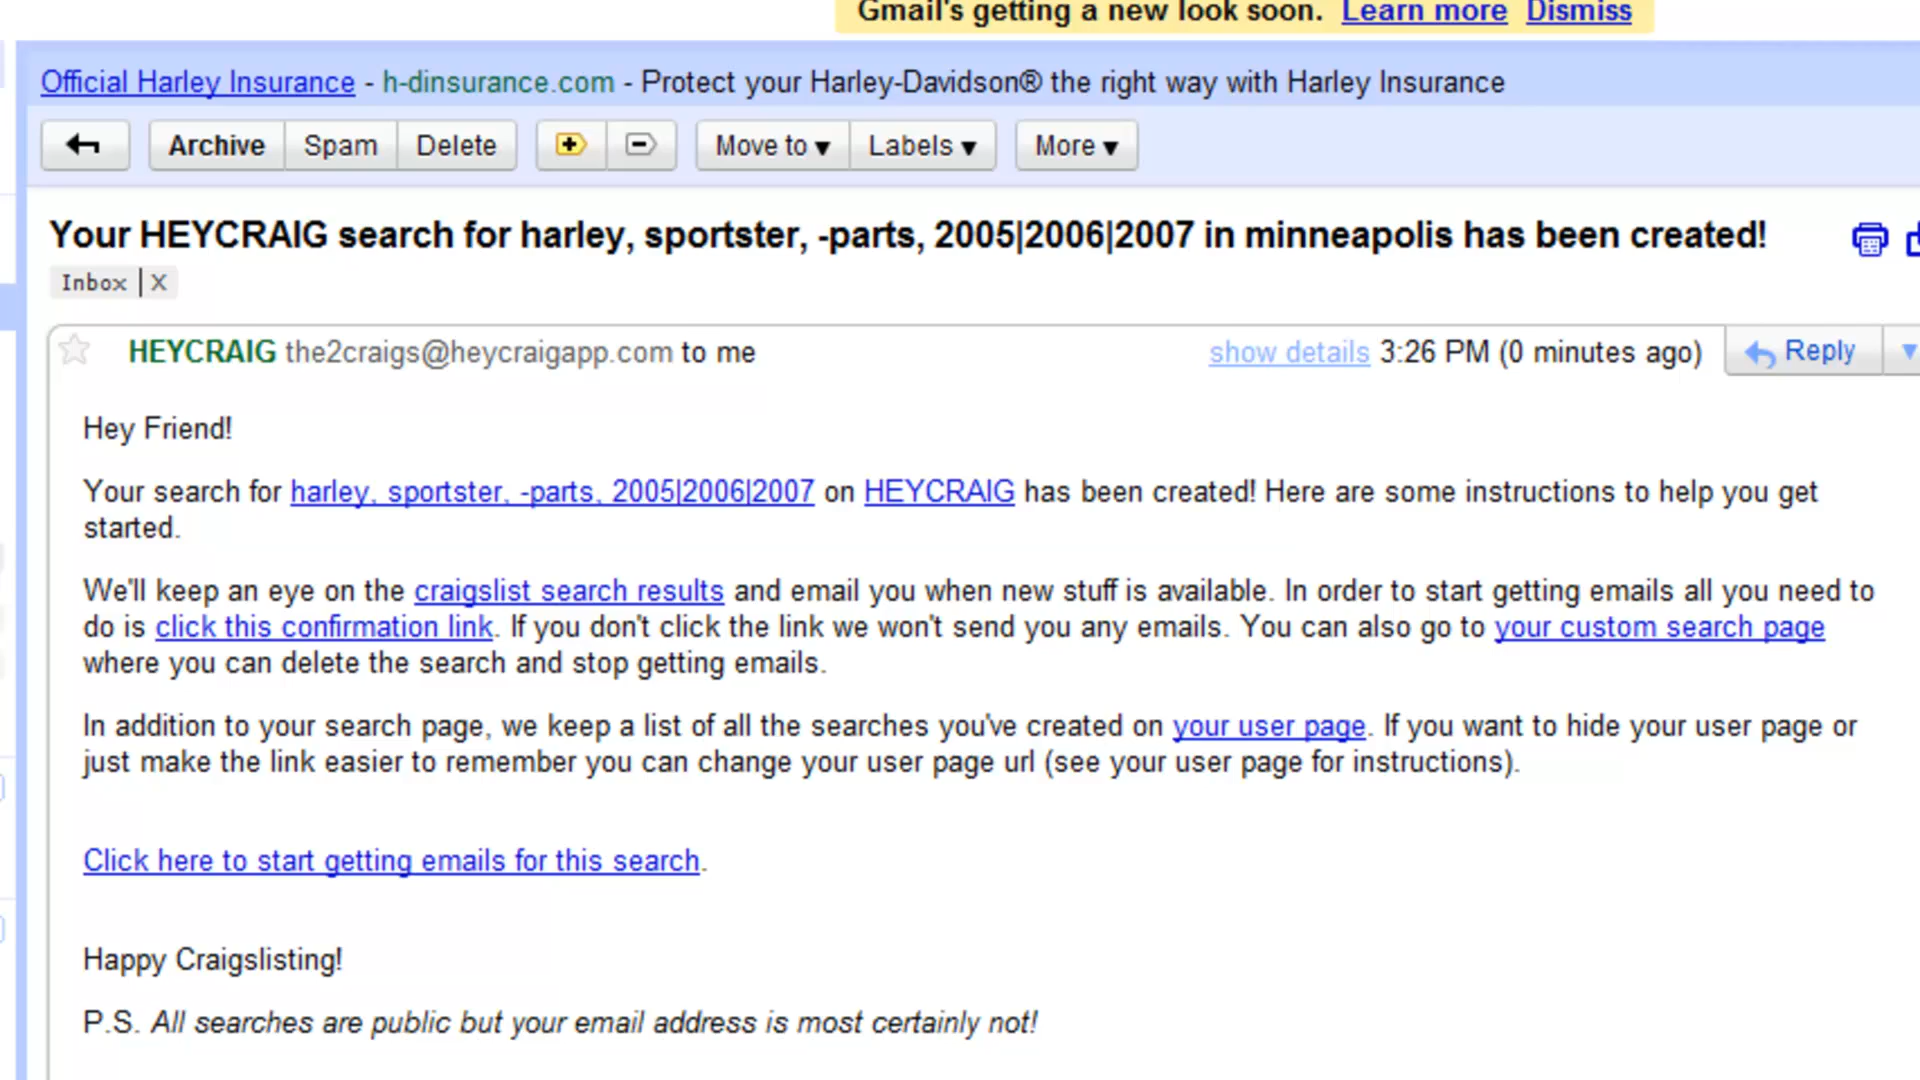 Gmail's getting a new look soon. Learn more Dismiss
Official Harley Insurance - h-dinsurance.com - Protect your Harley-Davidson® the right way with Harley Insurance
Archive Spam Delete Move to Labels More
Your HEYCRAIG search for harley, sportster, -parts, 2005|2006|2007 in minneapolis has been created!
Inbox X
HEYCRAIG the2craigs@heycraigapp.com to me show details 3:26 PM (0 minutes ago) Reply
Hey Friend!
Your search for harley, sportster, -parts, 2005|2006|2007 on HEYCRAIG has been created! Here are some instructions to help you get
started.
We'll keep an eye on the craigslist search results and email you when new stuff is available. In order to start getting emails all you need to
do is click this confirmation link. If you don't click the link we won't send you any emails. You can also go to your custom search page
where you can delete the search and stop getting emails.
In addition to your search page, we keep a list of all the searches you've created on your user page. If you want to hide your user page or
just make the link easier to remember you can change your user page url (see your user page for instructions).
Click here to start getting emails for this search.
Happy Craigslisting!
P.S. All searches are public but your email address is most certainly not!